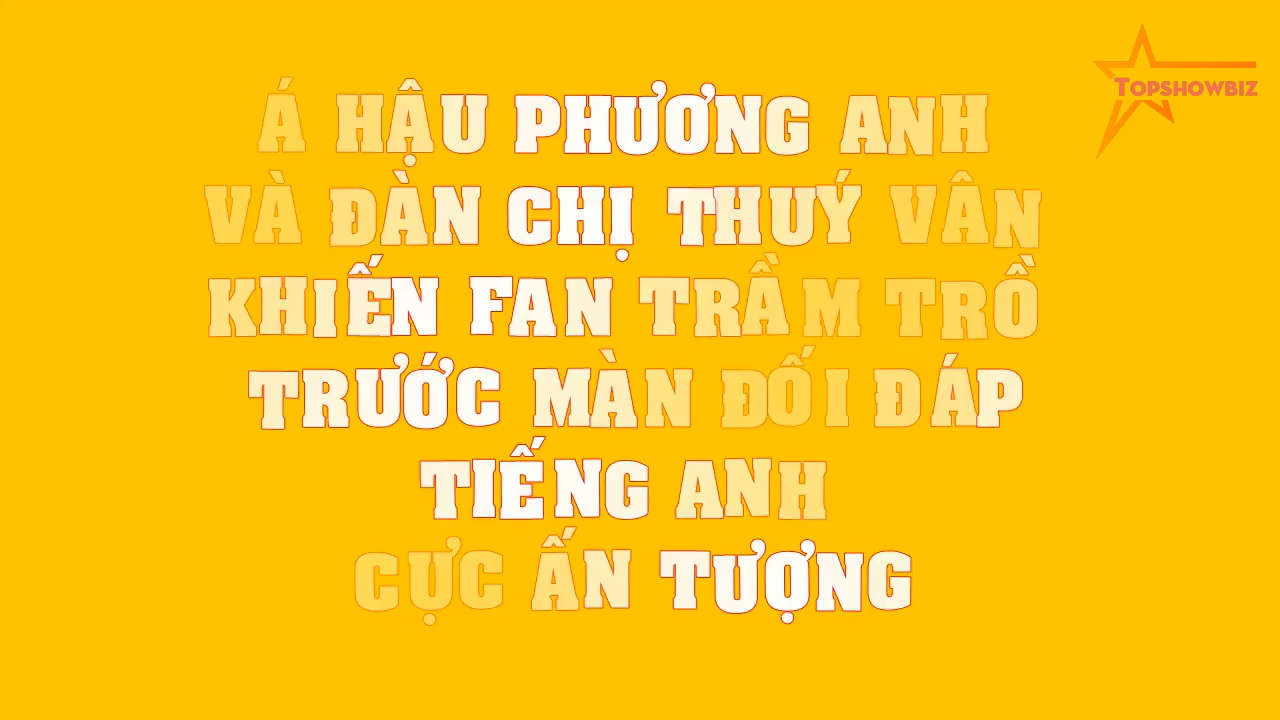 TOPSHOWBIZ
Á HẬU PHƯƠNG ANH
VÀ ĐÀN CHỊ THUÝ VÂN
KHIẾN FAN TRẦM TRỒ
TRƯỚC MÀN ĐỐI ĐÁP
TIẾNG ANH
CỰC ẤN TƯỢNG